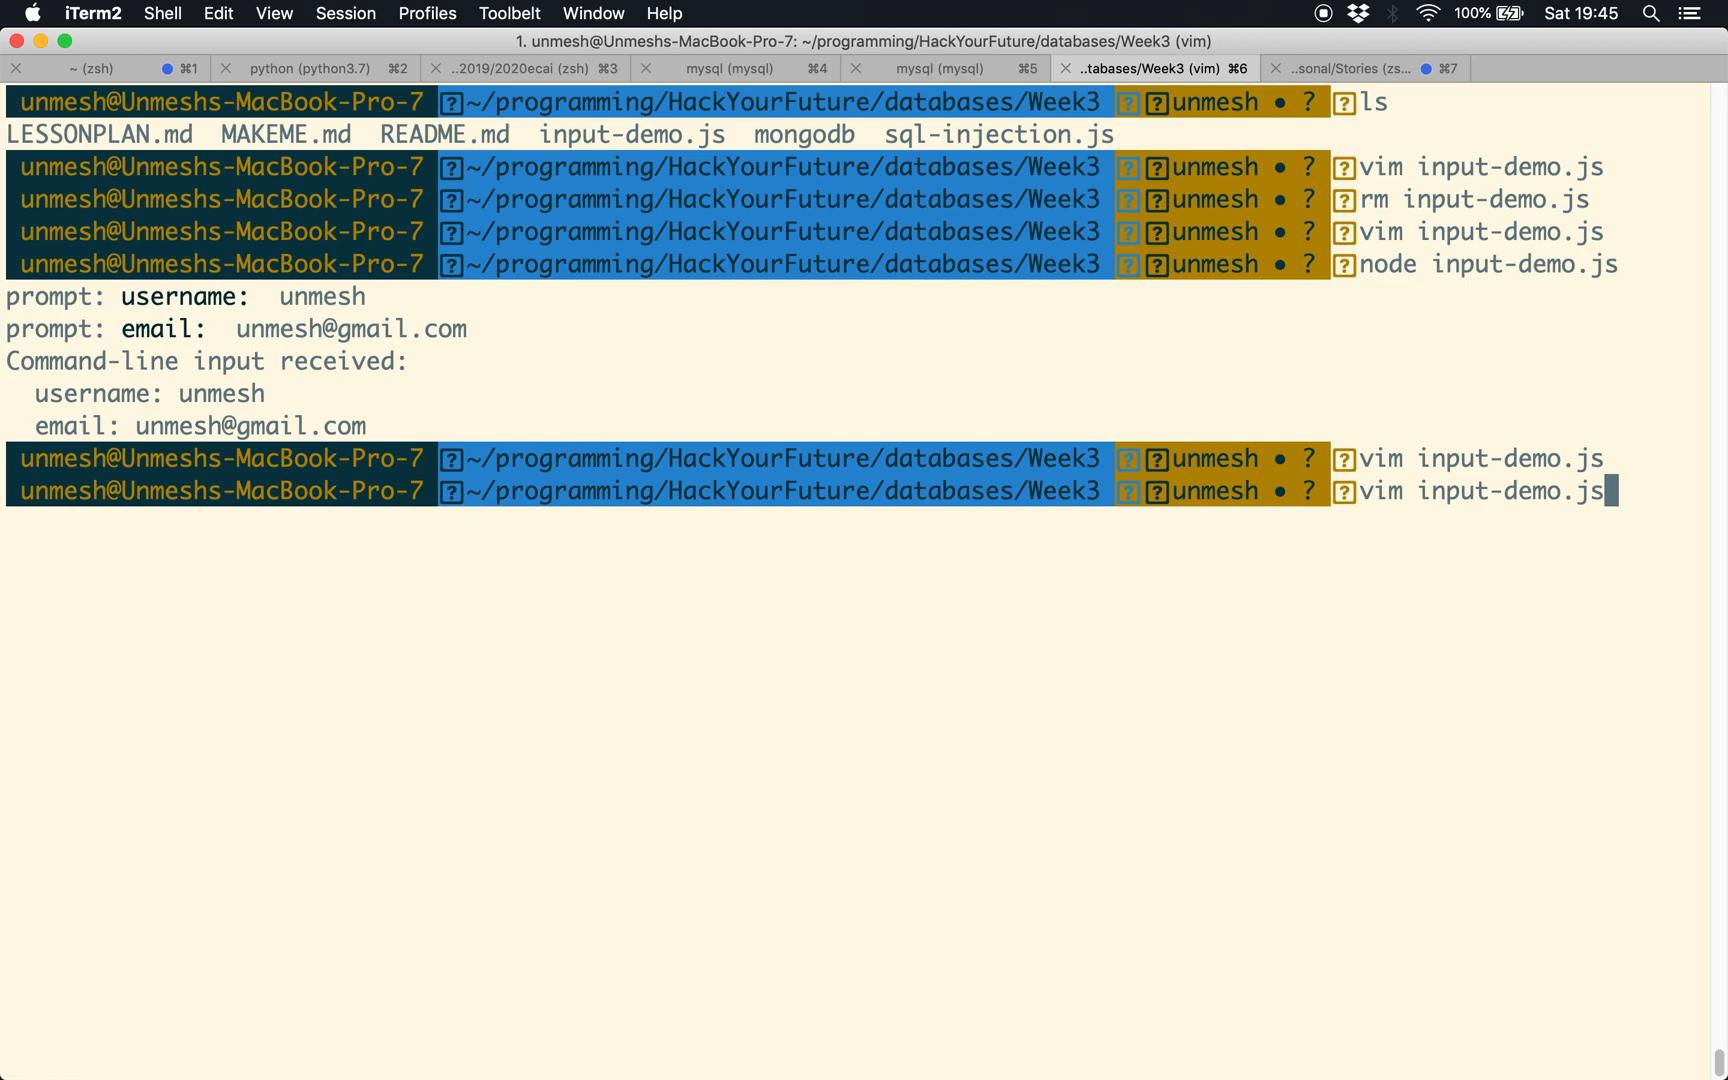 iTerm2 Shell Edit View Session Profiles Toolbelt Window Help 100% Sat 19:45
1. unmesh@Unmeshs-MacBook-Pro-7: ~/programming/HackYourFuture/databases/Week3 (vim)
~ (zsh) ⌘1 python (python3.7) ⌘2 ..2019/2020ecai (zsh) ⌘3 mysql (mysql) ⌘4 mysql (mysql) ⌘5 ..tabases/Week3 (vim) ⌘6 ..sonal/Stories (zs... ⌘7
unmesh@Unmeshs-MacBook-Pro-7 ?~/programming/HackYourFuture/databases/Week3 ? ?unmesh • ? ?ls
LESSONPLAN.md MAKEME.md README.md input-demo.js mongodb sql-injection.js
unmesh@Unmeshs-MacBook-Pro-7 ?~/programming/HackYourFuture/databases/Week3 ? ?unmesh • ? ?vim input-demo.js
unmesh@Unmeshs-MacBook-Pro-7 ?~/programming/HackYourFuture/databases/Week3 ? ?unmesh • ? ?rm input-demo.js
unmesh@Unmeshs-MacBook-Pro-7 ?~/programming/HackYourFuture/databases/Week3 ? ?unmesh • ? ?vim input-demo.js
unmesh@Unmeshs-MacBook-Pro-7 ?~/programming/HackYourFuture/databases/Week3 ? ?unmesh • ? ?node input-demo.js
prompt: username: unmesh
prompt: email: unmesh@gmail.com
Command-line input received:
username: unmesh
email: unmesh@gmail.com
unmesh@Unmeshs-MacBook-Pro-7 ?~/programming/HackYourFuture/databases/Week3 ? ?unmesh • ? ?vim input-demo.js
unmesh@Unmeshs-MacBook-Pro-7 ?~/programming/HackYourFuture/databases/Week3 ? ?unmesh • ? ?vim input-demo.js